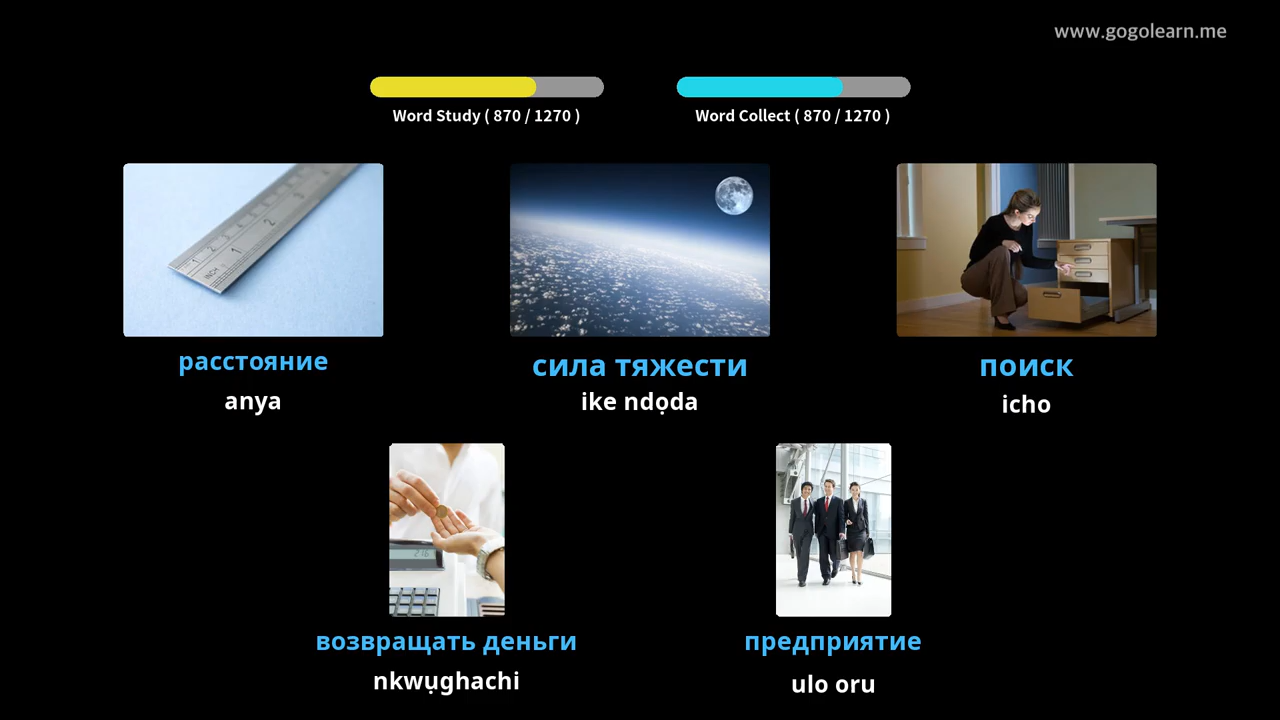 www.gogolearn.me
Word Study ( 870 / 1270 )
Word Collect ( 870 / 1270 )
расстояние
anya
сила тяжести
ike ndọda
поиск
icho
возвращать деньги
nkwụghachi
предприятие
ulo oru